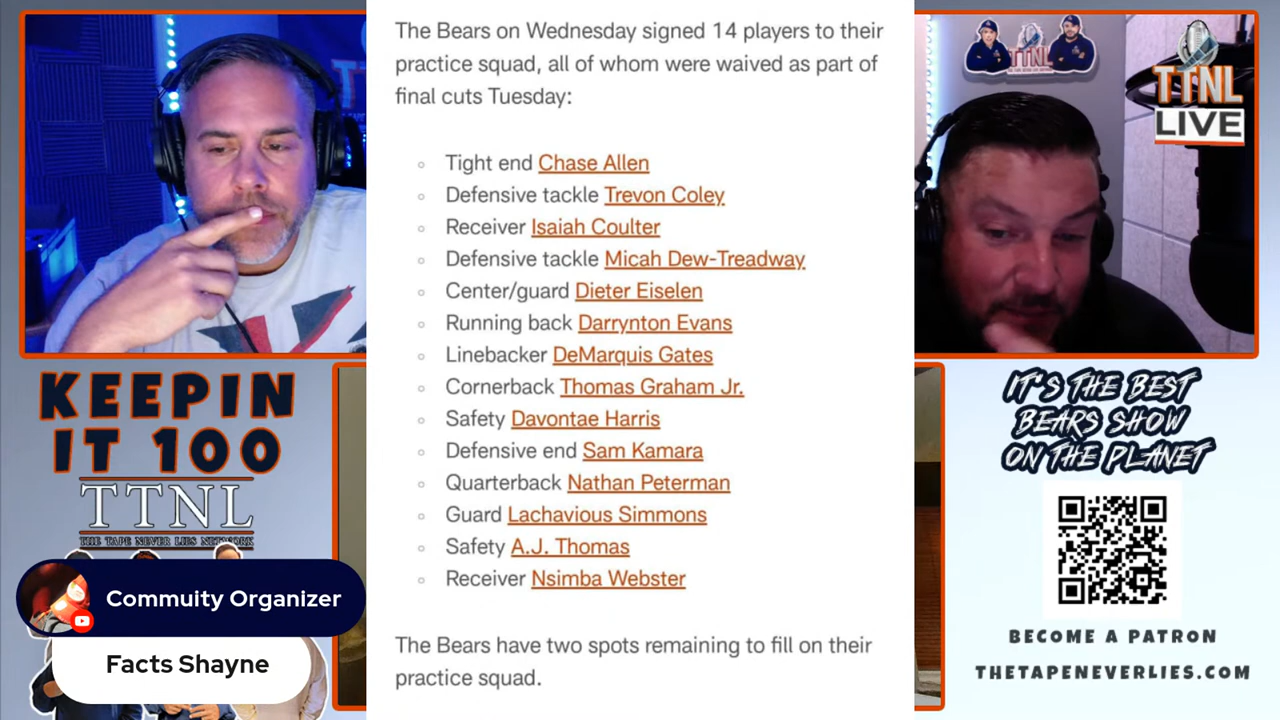 The Bears on Wednesday signed 14 players to their
practice squad, all of whom were waived as part of
final cuts Tuesday:
Tight end Chase Allen
Defensive tackle Trevon Coley
Receiver Isaiah Coulter
Defensive tackle Micah Dew-Treadway
Center/guard Dieter Eiselen
Running back Darrynton Evans
Linebacker DeMarquis Gates
Cornerback Thomas Graham Jr.
Safety Davontae Harris
Defensive end Sam Kamara
Quarterback Nathan Peterman
Guard Lachavious Simmons
Safety A.J. Thomas
Receiver Nsimba Webster
The Bears have two spots remaining to fill on their
practice squad.
TTNL
TTNL
LIVE
KEEPIN
IT 100
TTNL
THE TAPE NEVER LIES NETWORK
Commuity Organizer
Facts Shayne
IT'S THE BEST
BEARS SHOW
ON THE PLANET
BECOME A PATRON
THETAPENEVERLIES.COM